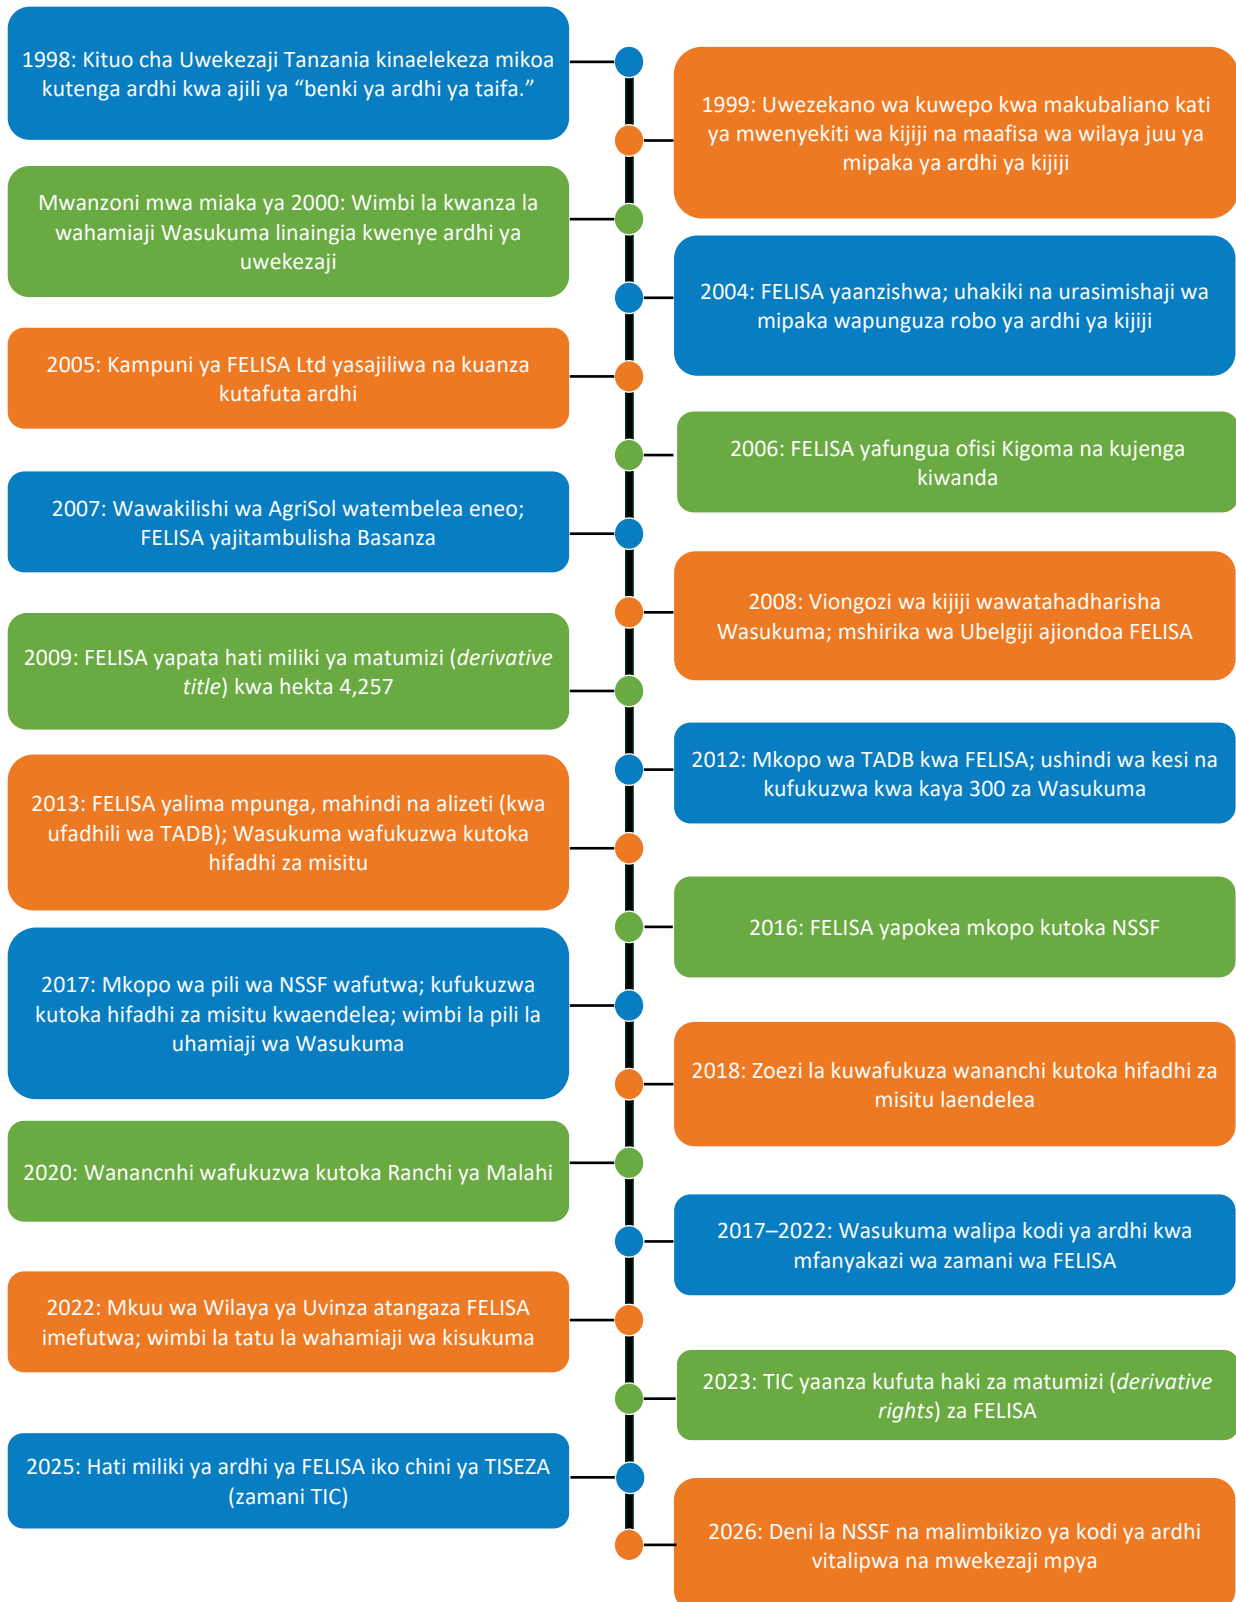 1998: Kituo cha Uwekezaji Tanzania kinaelekeza mikoa
kutenga ardhi kwa ajili ya “benki ya ardhi ya taifa.”
1999: Uwezekano wa kuwepo kwa makubaliano kati
ya mwenyekiti wa kijiji na maafisa wa wilaya juu ya
mipaka ya ardhi ya kijiji
Mwanzoni mwa miaka ya 2000: Wimbi la kwanza la
wahamiaji Wasukuma linaingia kwenye ardhi ya
uwekezaji
2004: FELISA yaanzishwa; uhakiki na urasimishaji wa
mipaka wapunguza robo ya ardhi ya kijiji
2005: Kampuni ya FELISA Ltd yasajiliwa na kuanza
kutafuta ardhi
2006: FELISA yafungua ofisi Kigoma na kujenga
kiwanda
2007: Wawakilishi wa AgriSol watembelea eneo;
FELISA yajitambulisha Basanza
2008: Viongozi wa kijiji wawatahadharisha
Wasukuma; mshirika wa Ubelgiji ajiondoa FELISA
2009: FELISA yapata hati miliki ya matumizi (derivative
title) kwa hekta 4,257
2012: Mkopo wa TADB kwa FELISA; ushindi wa kesi na
kufukuzwa kwa kaya 300 za Wasukuma
2013: FELISA yalima mpunga, mahindi na alizeti (kwa
ufadhili wa TADB); Wasukuma wafukuzwa kutoka
hifadhi za misitu
2016: FELISA yapokea mkopo kutoka NSSF
2017: Mkopo wa pili wa NSSF wafutwa; kufukuzwa
kutoka hifadhi za misitu kwaendelea; wimbi la pili la
uhamiaji wa Wasukuma
2018: Zoezi la kuwafukuza wananchi kutoka hifadhi za
misitu laendelea
2020: Wanancnhi wafukuzwa kutoka Ranchi ya Malahi
2017–2022: Wasukuma walipa kodi ya ardhi kwa
mfanyakazi wa zamani wa FELISA
2022: Mkuu wa Wilaya ya Uvinza atangaza FELISA
imefutwa; wimbi la tatu la wahamiaji wa kisukuma
2023: TIC yaanza kufuta haki za matumizi (derivative
rights) za FELISA
2025: Hati miliki ya ardhi ya FELISA iko chini ya TISEZA
(zamani TIC)
2026: Deni la NSSF na malimbikizo ya kodi ya ardhi
vitalipwa na mwekezaji mpya